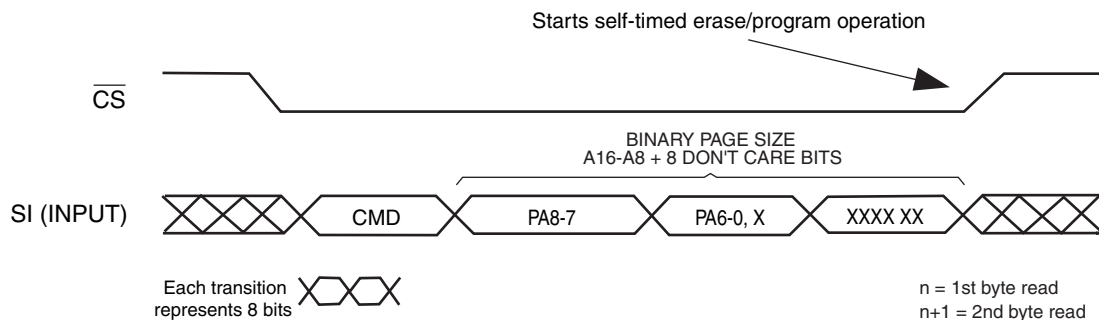 Starts self-timed erase/program operation
CS
BINARY PAGE SIZE
A16-A8 + 8 DON'T CARE BITS
SI (INPUT)
CMD
PA8-7
PA6-0, X
XXXX XX
Each transition
represents 8 bits
n = 1st byte read
n+1 = 2nd byte read